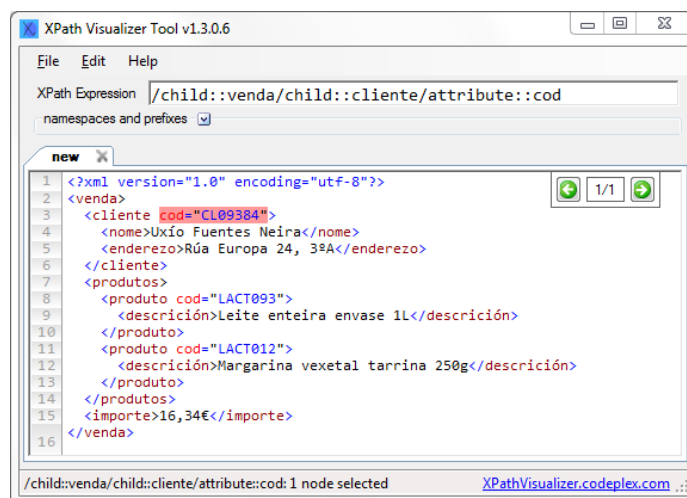 XPath Visualizer Tool v1.3.0.6
File Edit Help
XPath Expression /child::venda/child::cliente/attribute::cod
namespaces and prefixes
new
1/1
1 <?xml version="1.0" encoding="utf-8"?>
2 <venda>
3 <cliente cod="CL09384">
4 <nome>Uxío Fuentes Neira</nome>
5 <enderezo>Rúa Europa 24, 3ºA</enderezo>
6 </cliente>
7 <produtos>
8 <produto cod="LACT093">
9 <descrición>Leite enteira envase 1L</descrición>
10 </produto>
11 <produto cod="LACT012">
12 <descrición>Margarina vexetal tarrina 250g</descrición>
13 </produto>
14 </produtos>
15 <importe>16,34€</importe>
16 </venda>
/child::venda/child::cliente/attribute::cod: 1 node selected XPathVisualizer.codeplex.com